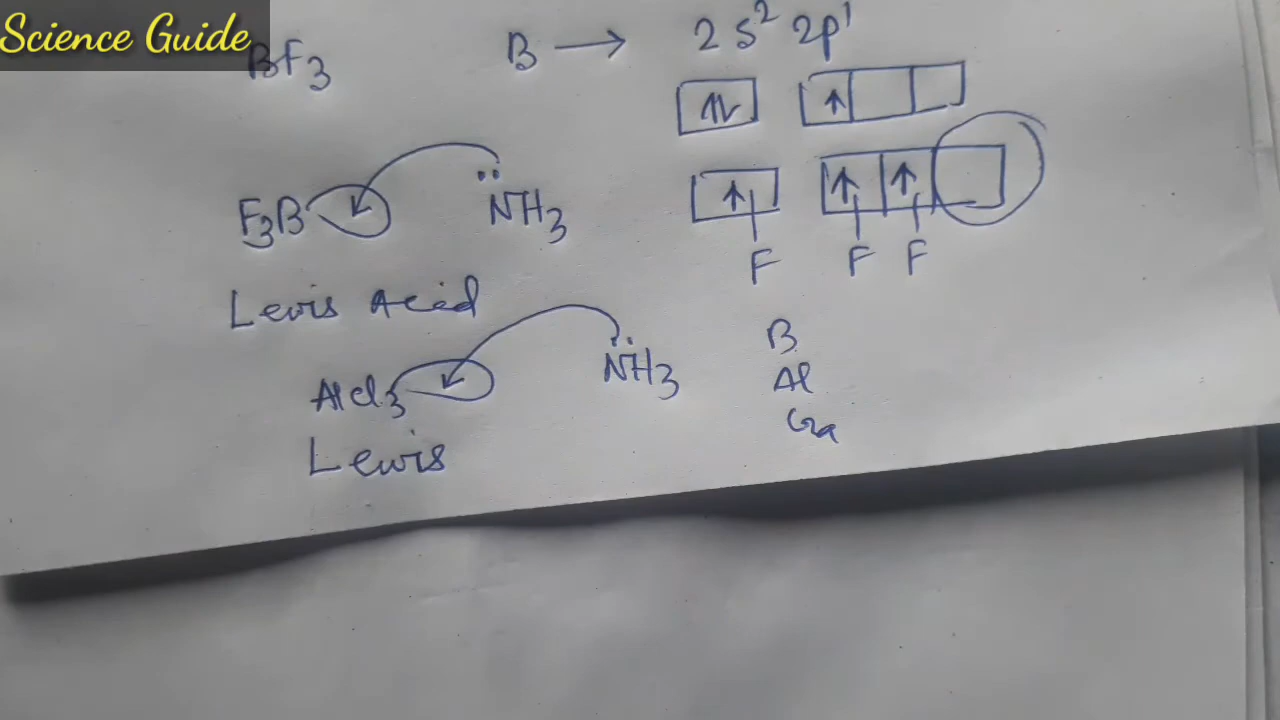 Science Guide
BF3 B → 2s² 2p¹
F F F
F3B NH3
Lewis Acid
AlCl3 NH3
Lewis
B
Al
Ga